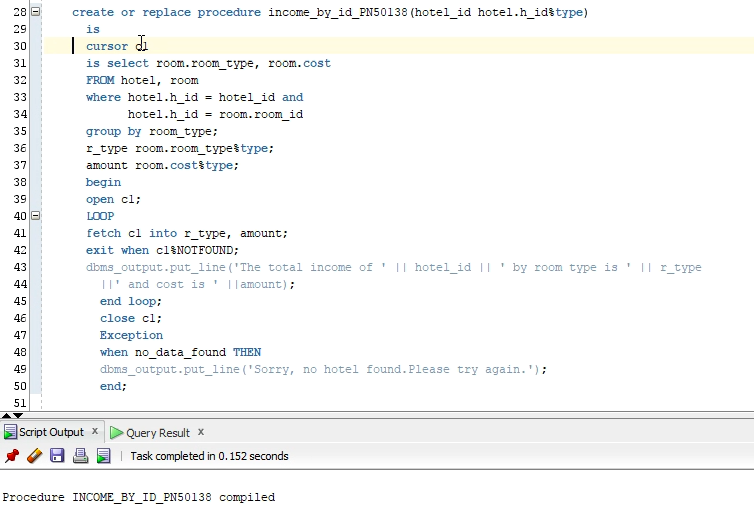 28 create or replace procedure income_by_id_PN50138(hotel_id hotel.h_id%type)
29 is
30 cursor c1
31 is select room.room_type, room.cost
32 FROM hotel, room
33 where hotel.h_id = hotel_id and
34 hotel.h_id = room.room_id
35 group by room_type;
36 r_type room.room_type%type;
37 amount room.cost%type;
38 begin
39 open c1;
40 LOOP
41 fetch c1 into r_type, amount;
42 exit when c1%NOTFOUND;
43 dbms_output.put_line('The total income of ' || hotel_id || ' by room type is ' || r_type
44 ||' and cost is ' ||amount);
45 end loop;
46 close c1;
47 Exception
48 when no_data_found THEN
49 dbms_output.put_line('Sorry, no hotel found.Please try again.');
50 end;
51
Script Output x Query Result x
Task completed in 0.152 seconds
Procedure INCOME_BY_ID_PN50138 compiled